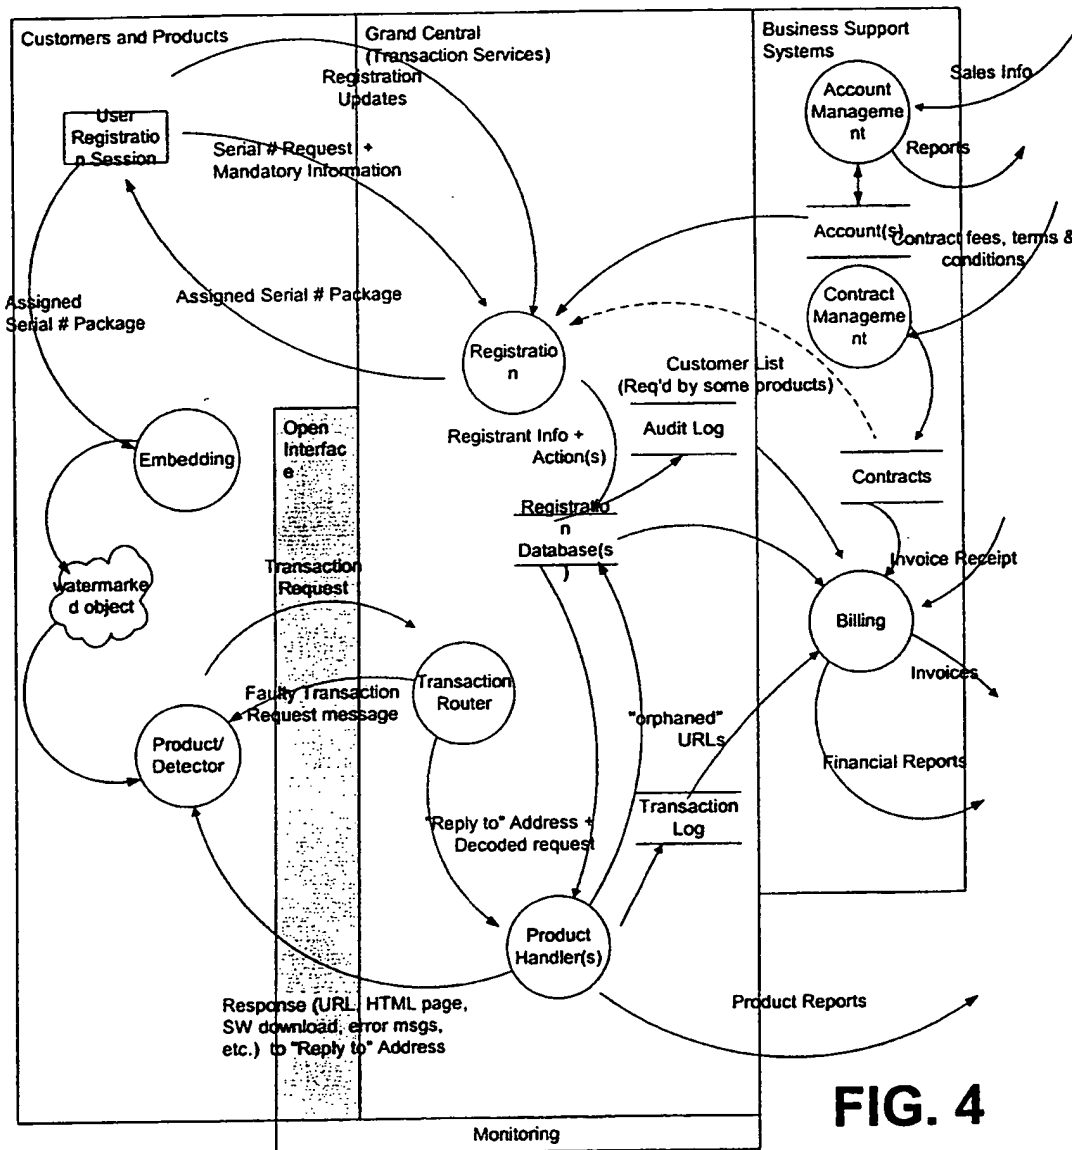 Customers and Products
Grand Central
(Transaction Services)
Business Support
Systems
Registration
Updates
Sales Info
Account
Manageme
nt
User
Registratio
n Session
Serial # Request +
Mandatory Information
Reports
Account(s)
Contract fees, terms &
conditions
Assigned
Serial # Package
Assigned Serial # Package
Contract
Manageme
nt
Registratio
n
Customer List
(Req'd by some products)
Open
Interfac
e
Registrant Info +
Action(s)
Audit Log
Embedding
Contracts
Registratio
n
Database(s
)
Transaction
Request
Invoice Receipt
watermarke
d object
Billing
Invoices
Faulty Transaction
Request message
Transaction
Router
"orphaned"
URLs
Product/
Detector
Financial Reports
Transaction
Log
"Reply to" Address +
Decoded request
Product
Handler(s)
Product Reports
Response (URL, HTML page,
SW download, error msgs,
etc.) to "Reply to" Address
FIG. 4
Monitoring